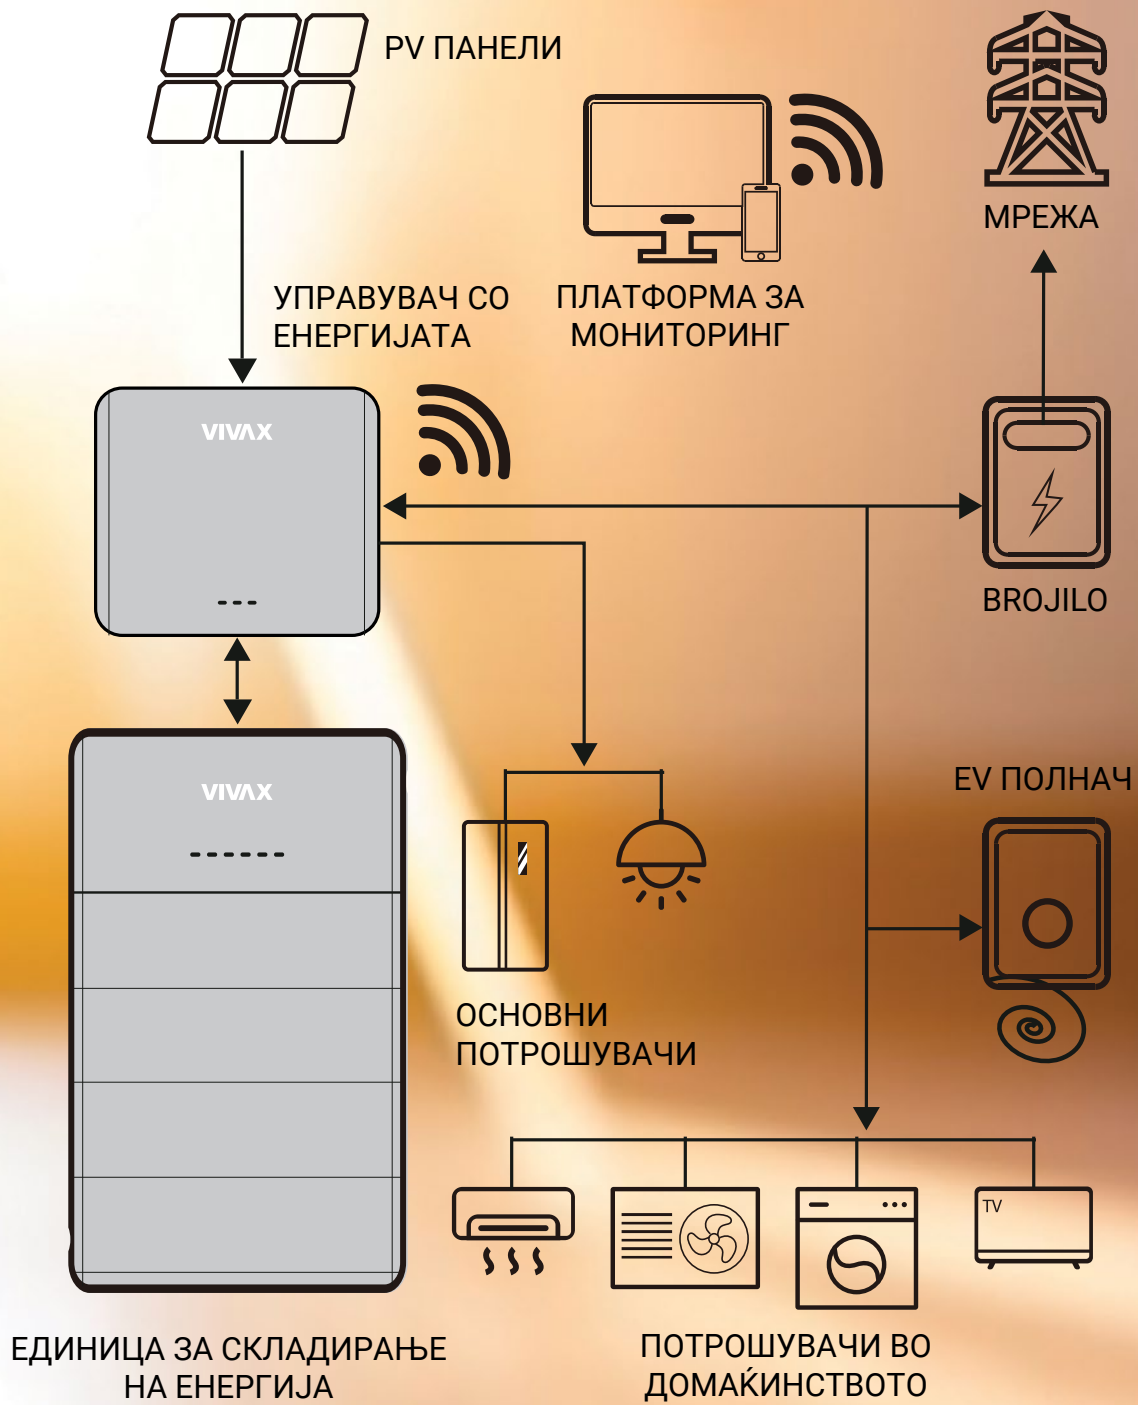 PV ПАНЕЛИ
МРЕЖА
УПРАВУВАЧ СО
ЕНЕРГИЈАТА
ПЛАТФОРМА ЗА
МОНИТОРИНГ
VIVAX
BROJILO
VIVAX
EV ПОЛНАЧ
ОСНОВНИ
ПОТРОШУВАЧИ
TV
ЕДИНИЦА ЗА СКЛАДИРАЊЕ
НА ЕНЕРГИЈА
ПОТРОШУВАЧИ ВО
ДОМАЌИНСТВОТО